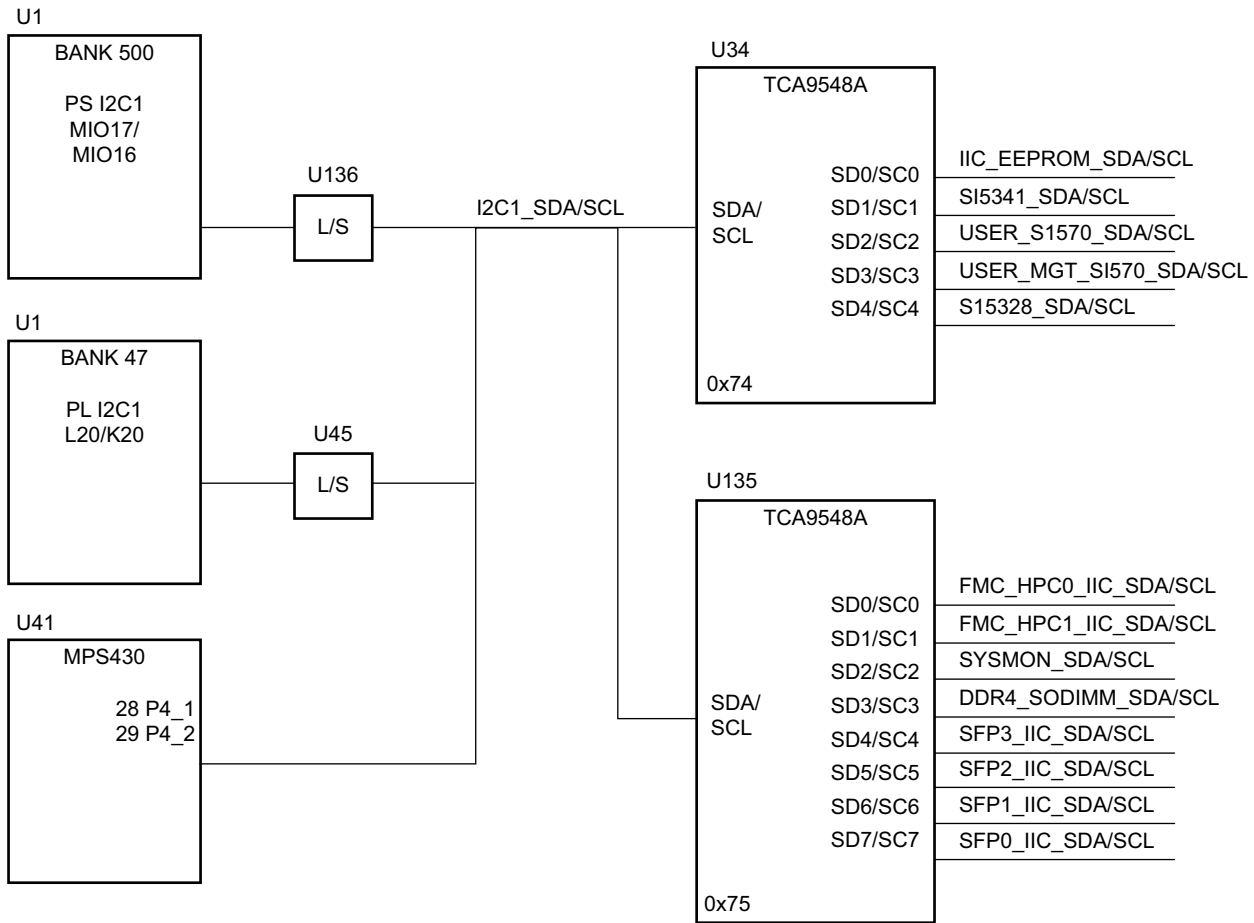 U1
BANK 500
PS I2C1
MIO17/
MIO16
U136
L/S
U1
BANK 47
PL I2C1
L20/K20
U45
L/S
U41
MPS430
28 P4_1
29 P4_2
I2C1_SDA/SCL
U34
TCA9548A
SDA/
SCL
SD0/SC0
IIC_EEPROM_SDA/SCL
SD1/SC1
SI5341_SDA/SCL
SD2/SC2
USER_S1570_SDA/SCL
SD3/SC3
USER_MGT_SI570_SDA/SCL
SD4/SC4
S15328_SDA/SCL
0x74
U135
TCA9548A
SDA/
SCL
SD0/SC0
FMC_HPC0_IIC_SDA/SCL
SD1/SC1
FMC_HPC1_IIC_SDA/SCL
SD2/SC2
SYSMON_SDA/SCL
SD3/SC3
DDR4_SODIMM_SDA/SCL
SD4/SC4
SFP3_IIC_SDA/SCL
SD5/SC5
SFP2_IIC_SDA/SCL
SD6/SC6
SFP1_IIC_SDA/SCL
SD7/SC7
SFP0_IIC_SDA/SCL
0x75